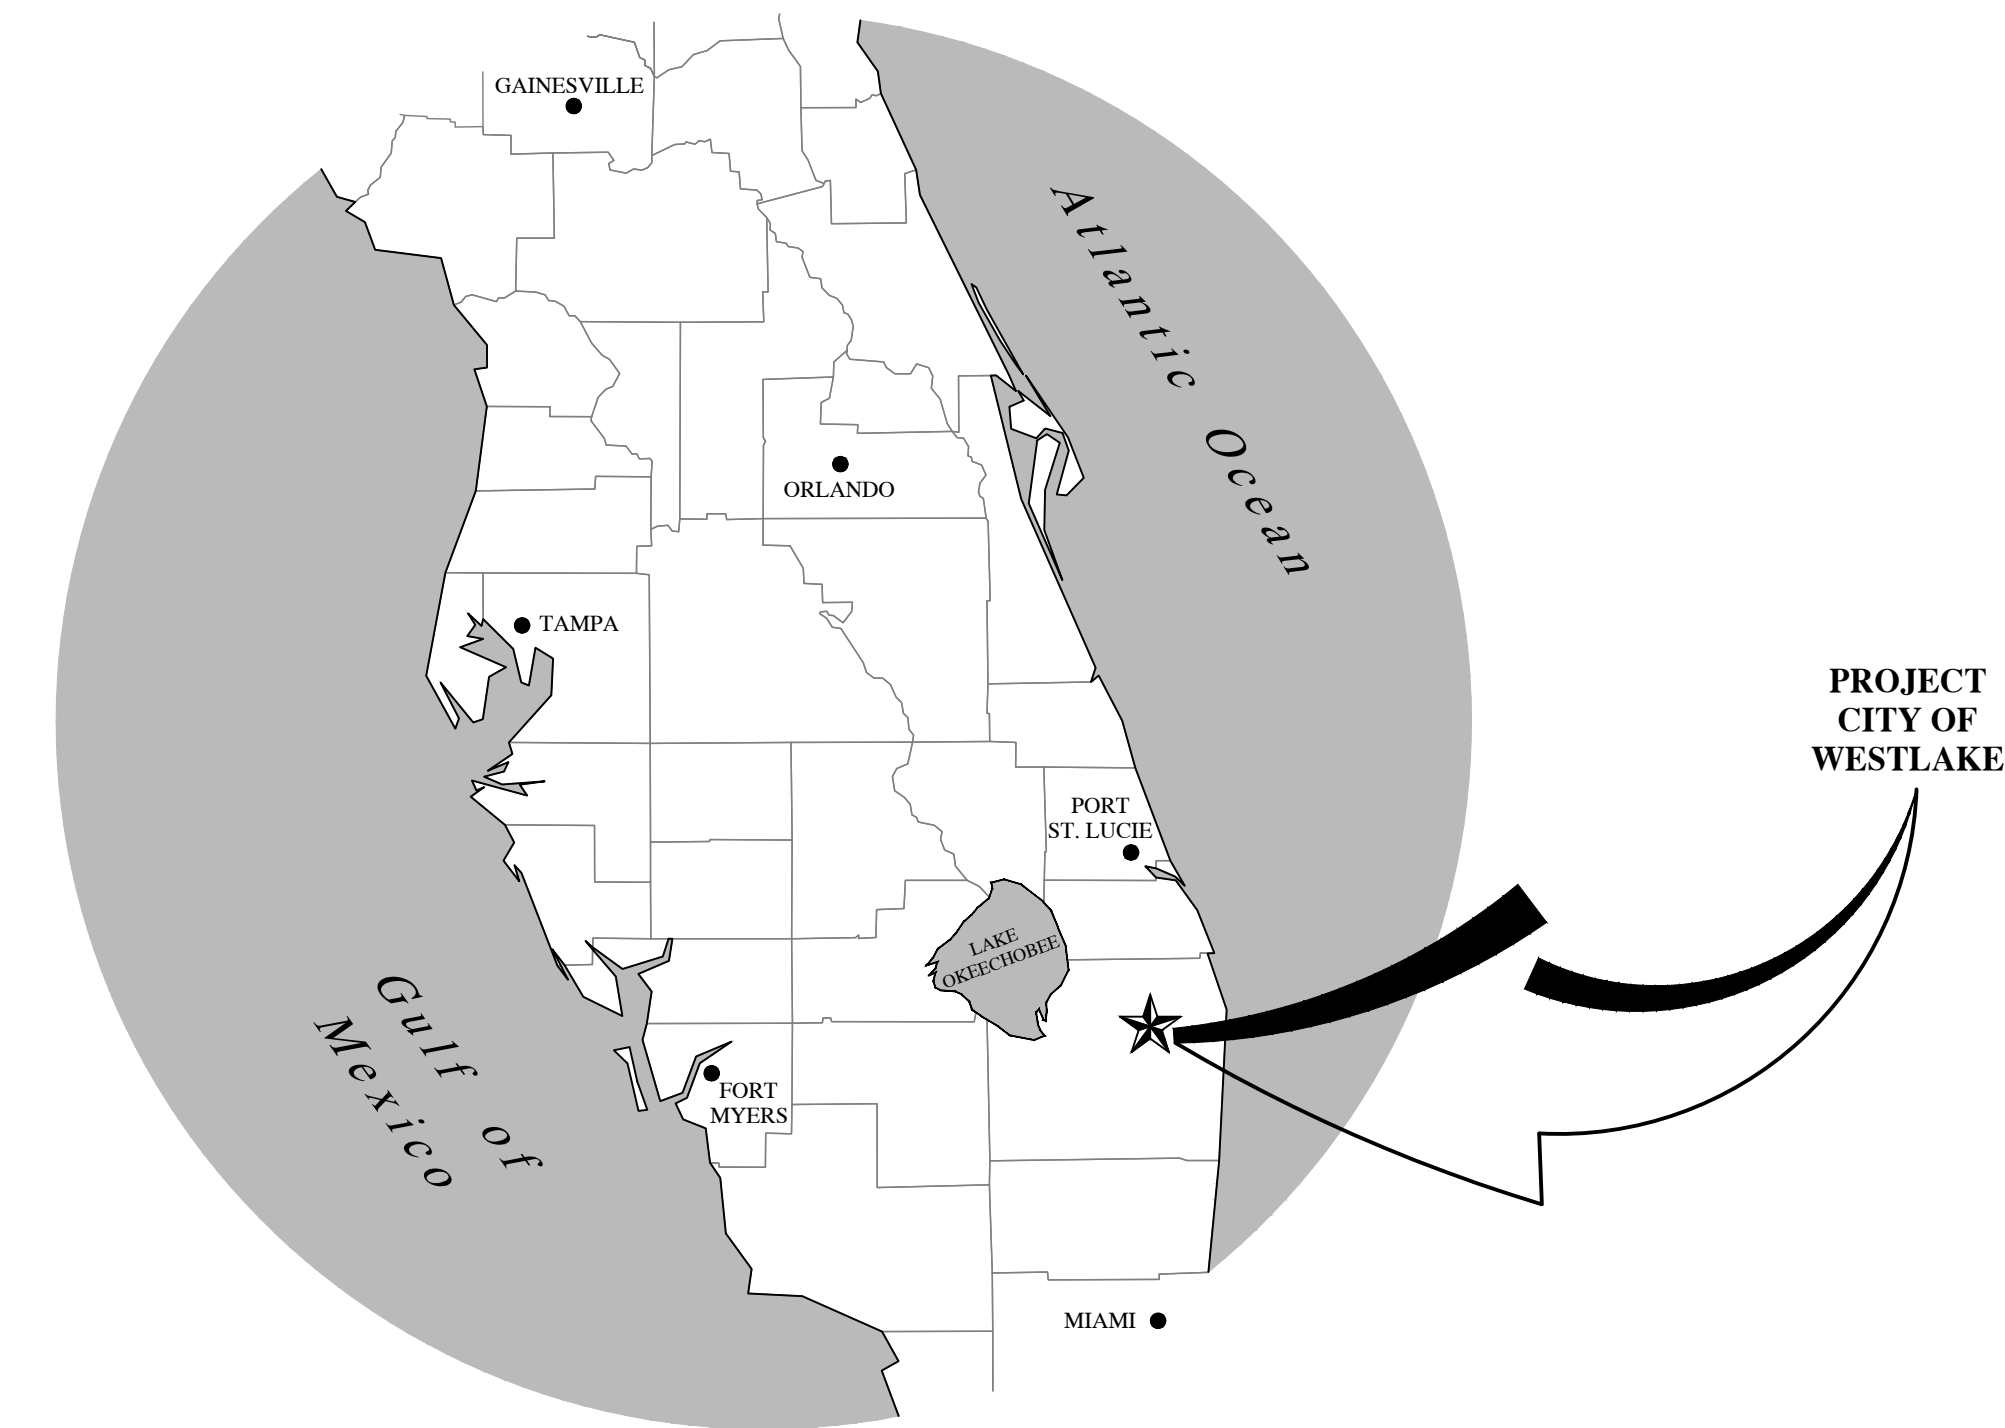 GAINESVILLE
Atlantic Ocean
ORLANDO
TAMPA
PROJECT
CITY OF
WESTLAKE
PORT
ST. LUCIE
LAKE
OKEECHOBEE
Gulf of
Mexico
FORT
MYERS
MIAMI